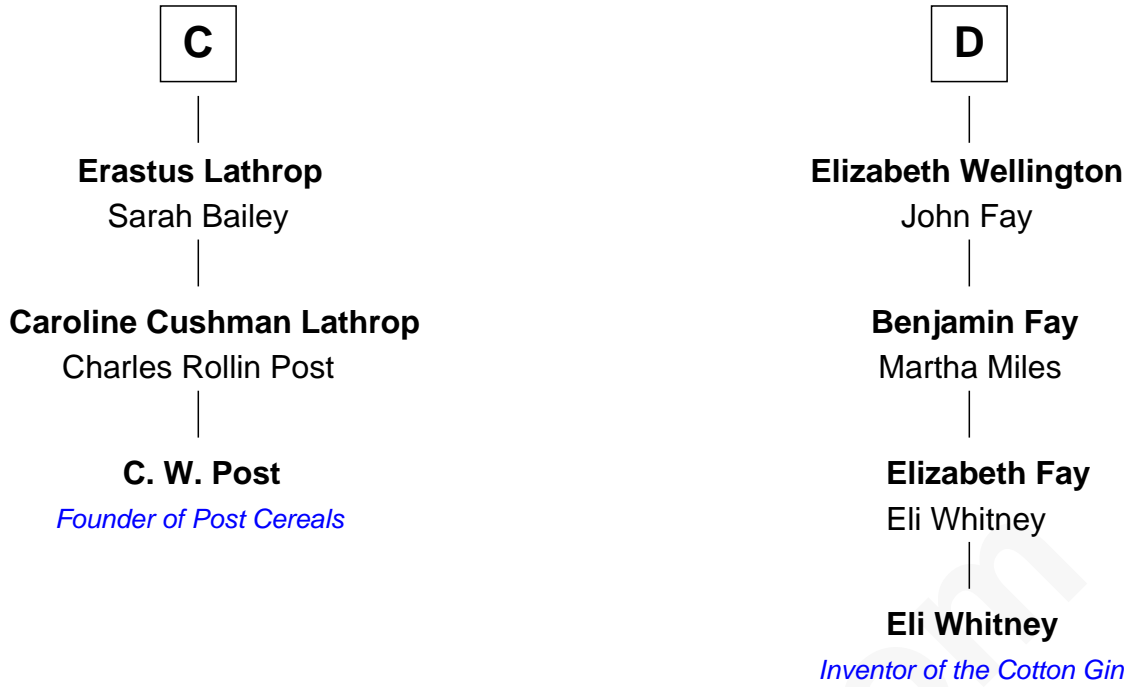 C
Erastus Lathrop
Sarah Bailey
Caroline Cushman Lathrop
Charles Rollin Post
C. W. Post
Founder of Post Cereals
D
Elizabeth Wellington
John Fay
Benjamin Fay
Martha Miles
Elizabeth Fay
Eli Whitney
Eli Whitney
Inventor of the Cotton Gin